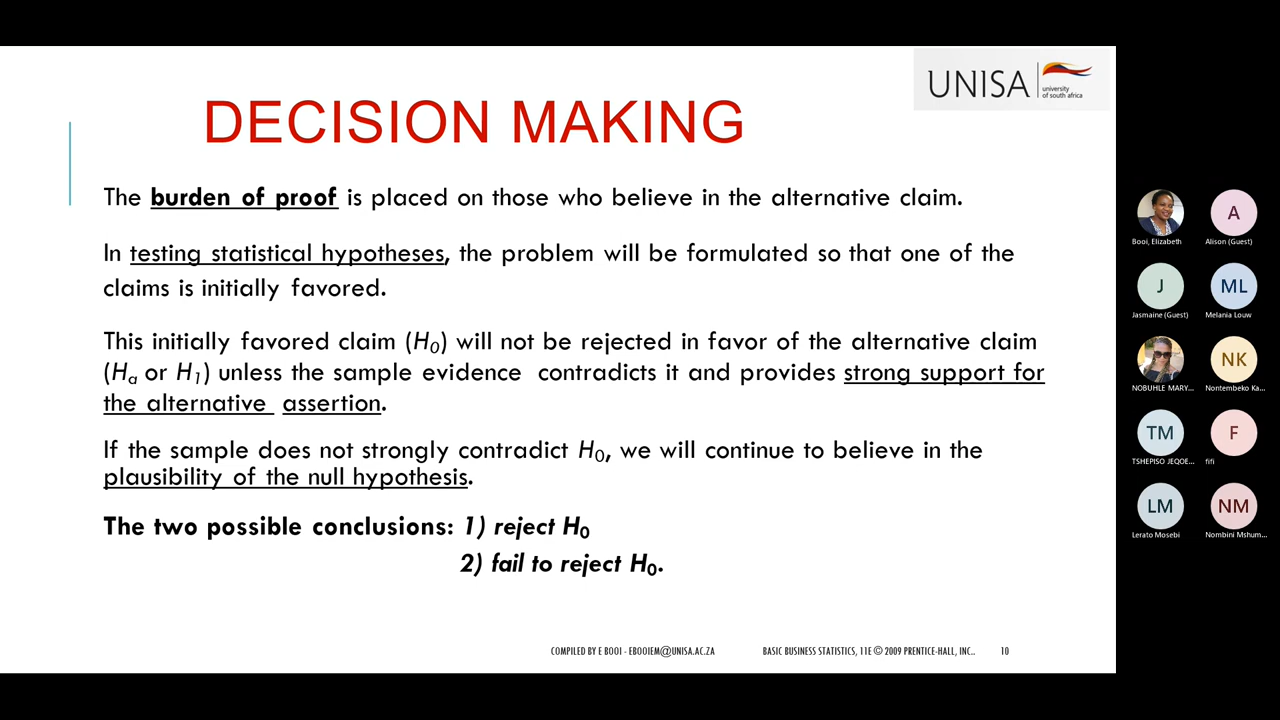 UNISA
university
of south africa
DECISION MAKING
The burden of proof is placed on those who believe in the alternative claim.
In testing statistical hypotheses, the problem will be formulated so that one of the
claims is initially favored.
This initially favored claim (H0) will not be rejected in favor of the alternative claim
(Ha or H1) unless the sample evidence contradicts it and provides strong support for
the alternative assertion.
If the sample does not strongly contradict H0, we will continue to believe in the
plausibility of the null hypothesis.
The two possible conclusions: 1) reject H0
2) fail to reject H0.
COMPILED BY E BOOI - EBOOIEM@UNISA.AC.ZA
BASIC BUSINESS STATISTICS, 11E © 2009 PRENTICE-HALL, INC..
10
Booi, Elizabeth
A
Alison (Guest)
J
Jasmaine (Guest)
ML
Melania Louw
NOBUHLE MARY...
NK
Nontembeko Ka...
TM
TSHEPISO JEQOE...
F
fifi
LM
Lerato Mosebi
NM
Nombini Mshum...